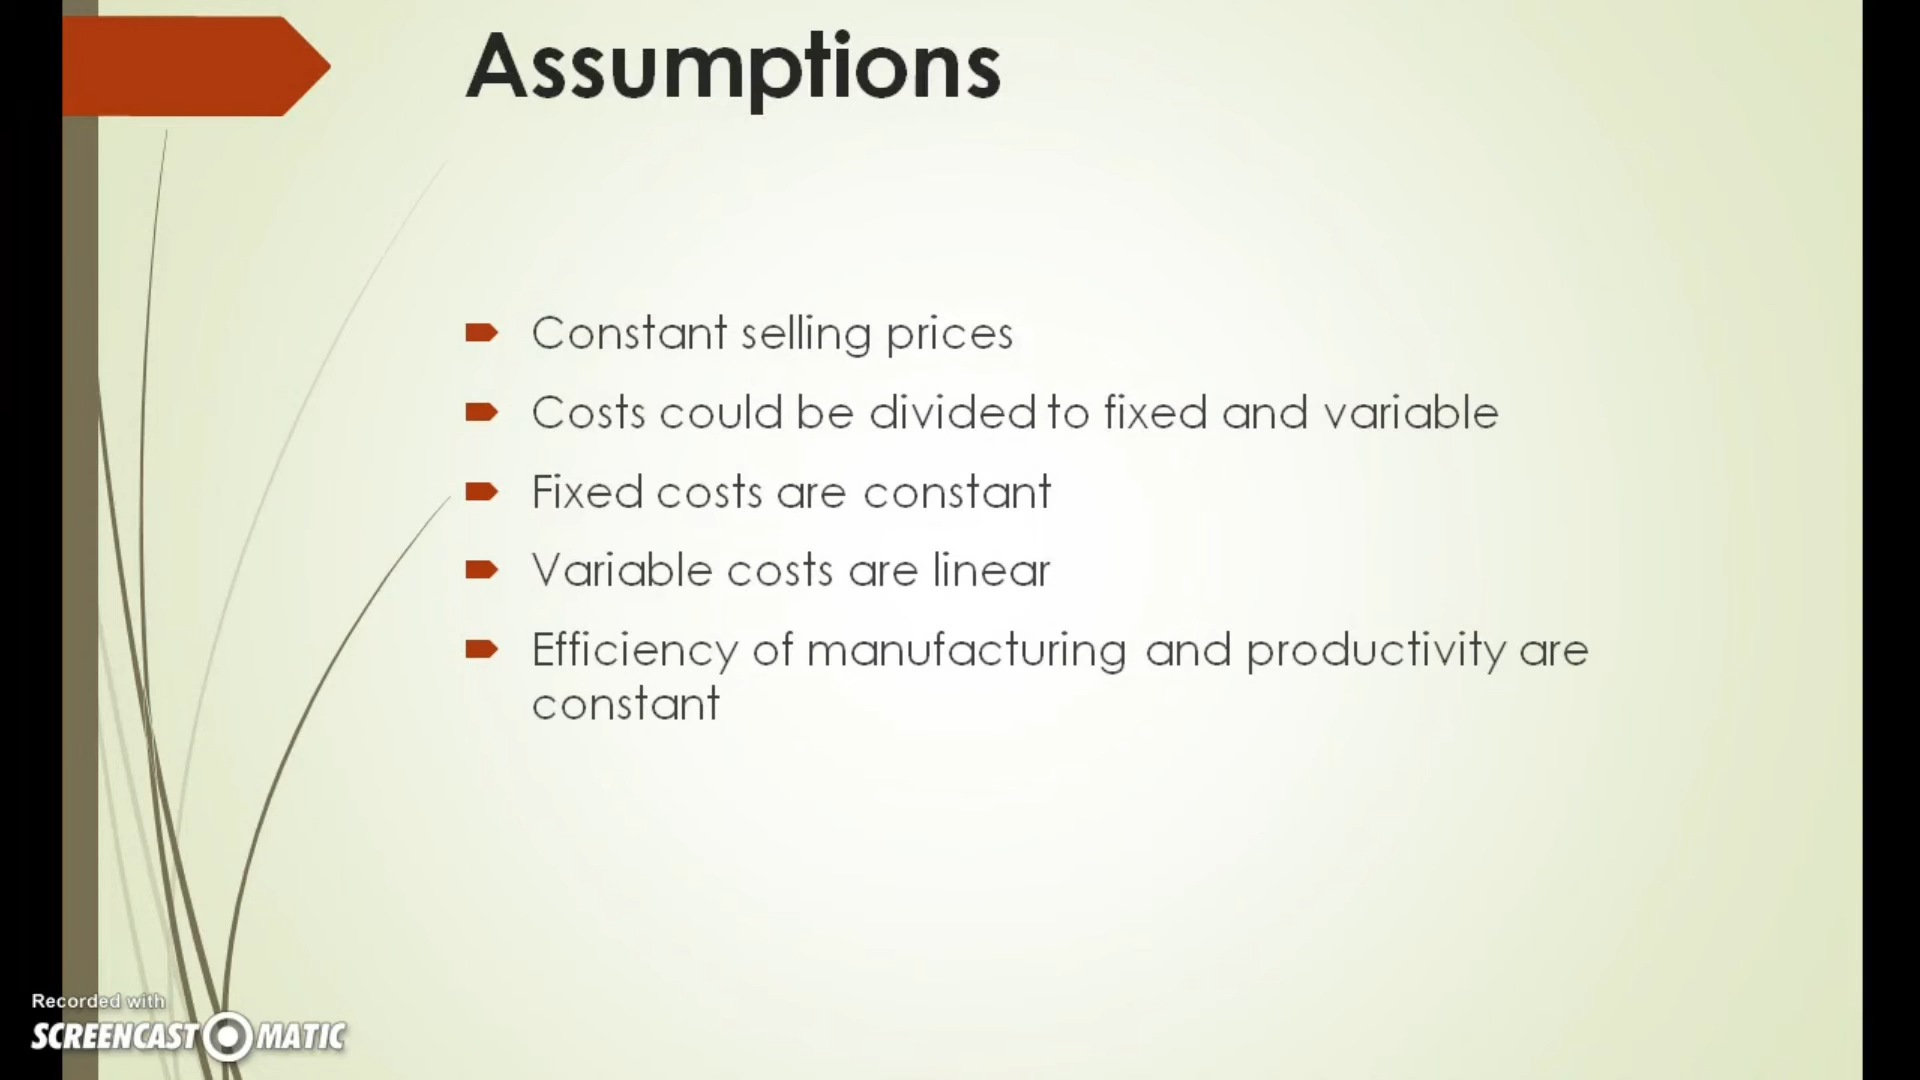 Assumptions
Constant selling prices
Costs could be divided to fixed and variable
Fixed costs are constant
Variable costs are linear
Efficiency of manufacturing and productivity are
constant
Recorded with
SCREENCAST MATIC